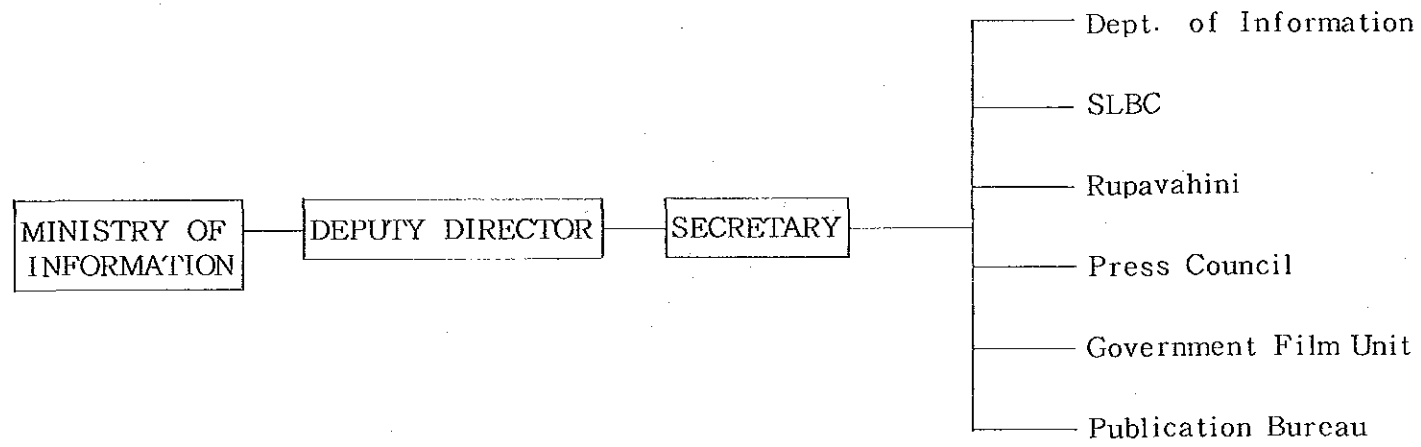 MINISTRY OF
INFORMATION
DEPUTY DIRECTOR
SECRETARY
Dept. of Information
SLBC
Rupavahini
Press Council
Government Film Unit
Publication Bureau